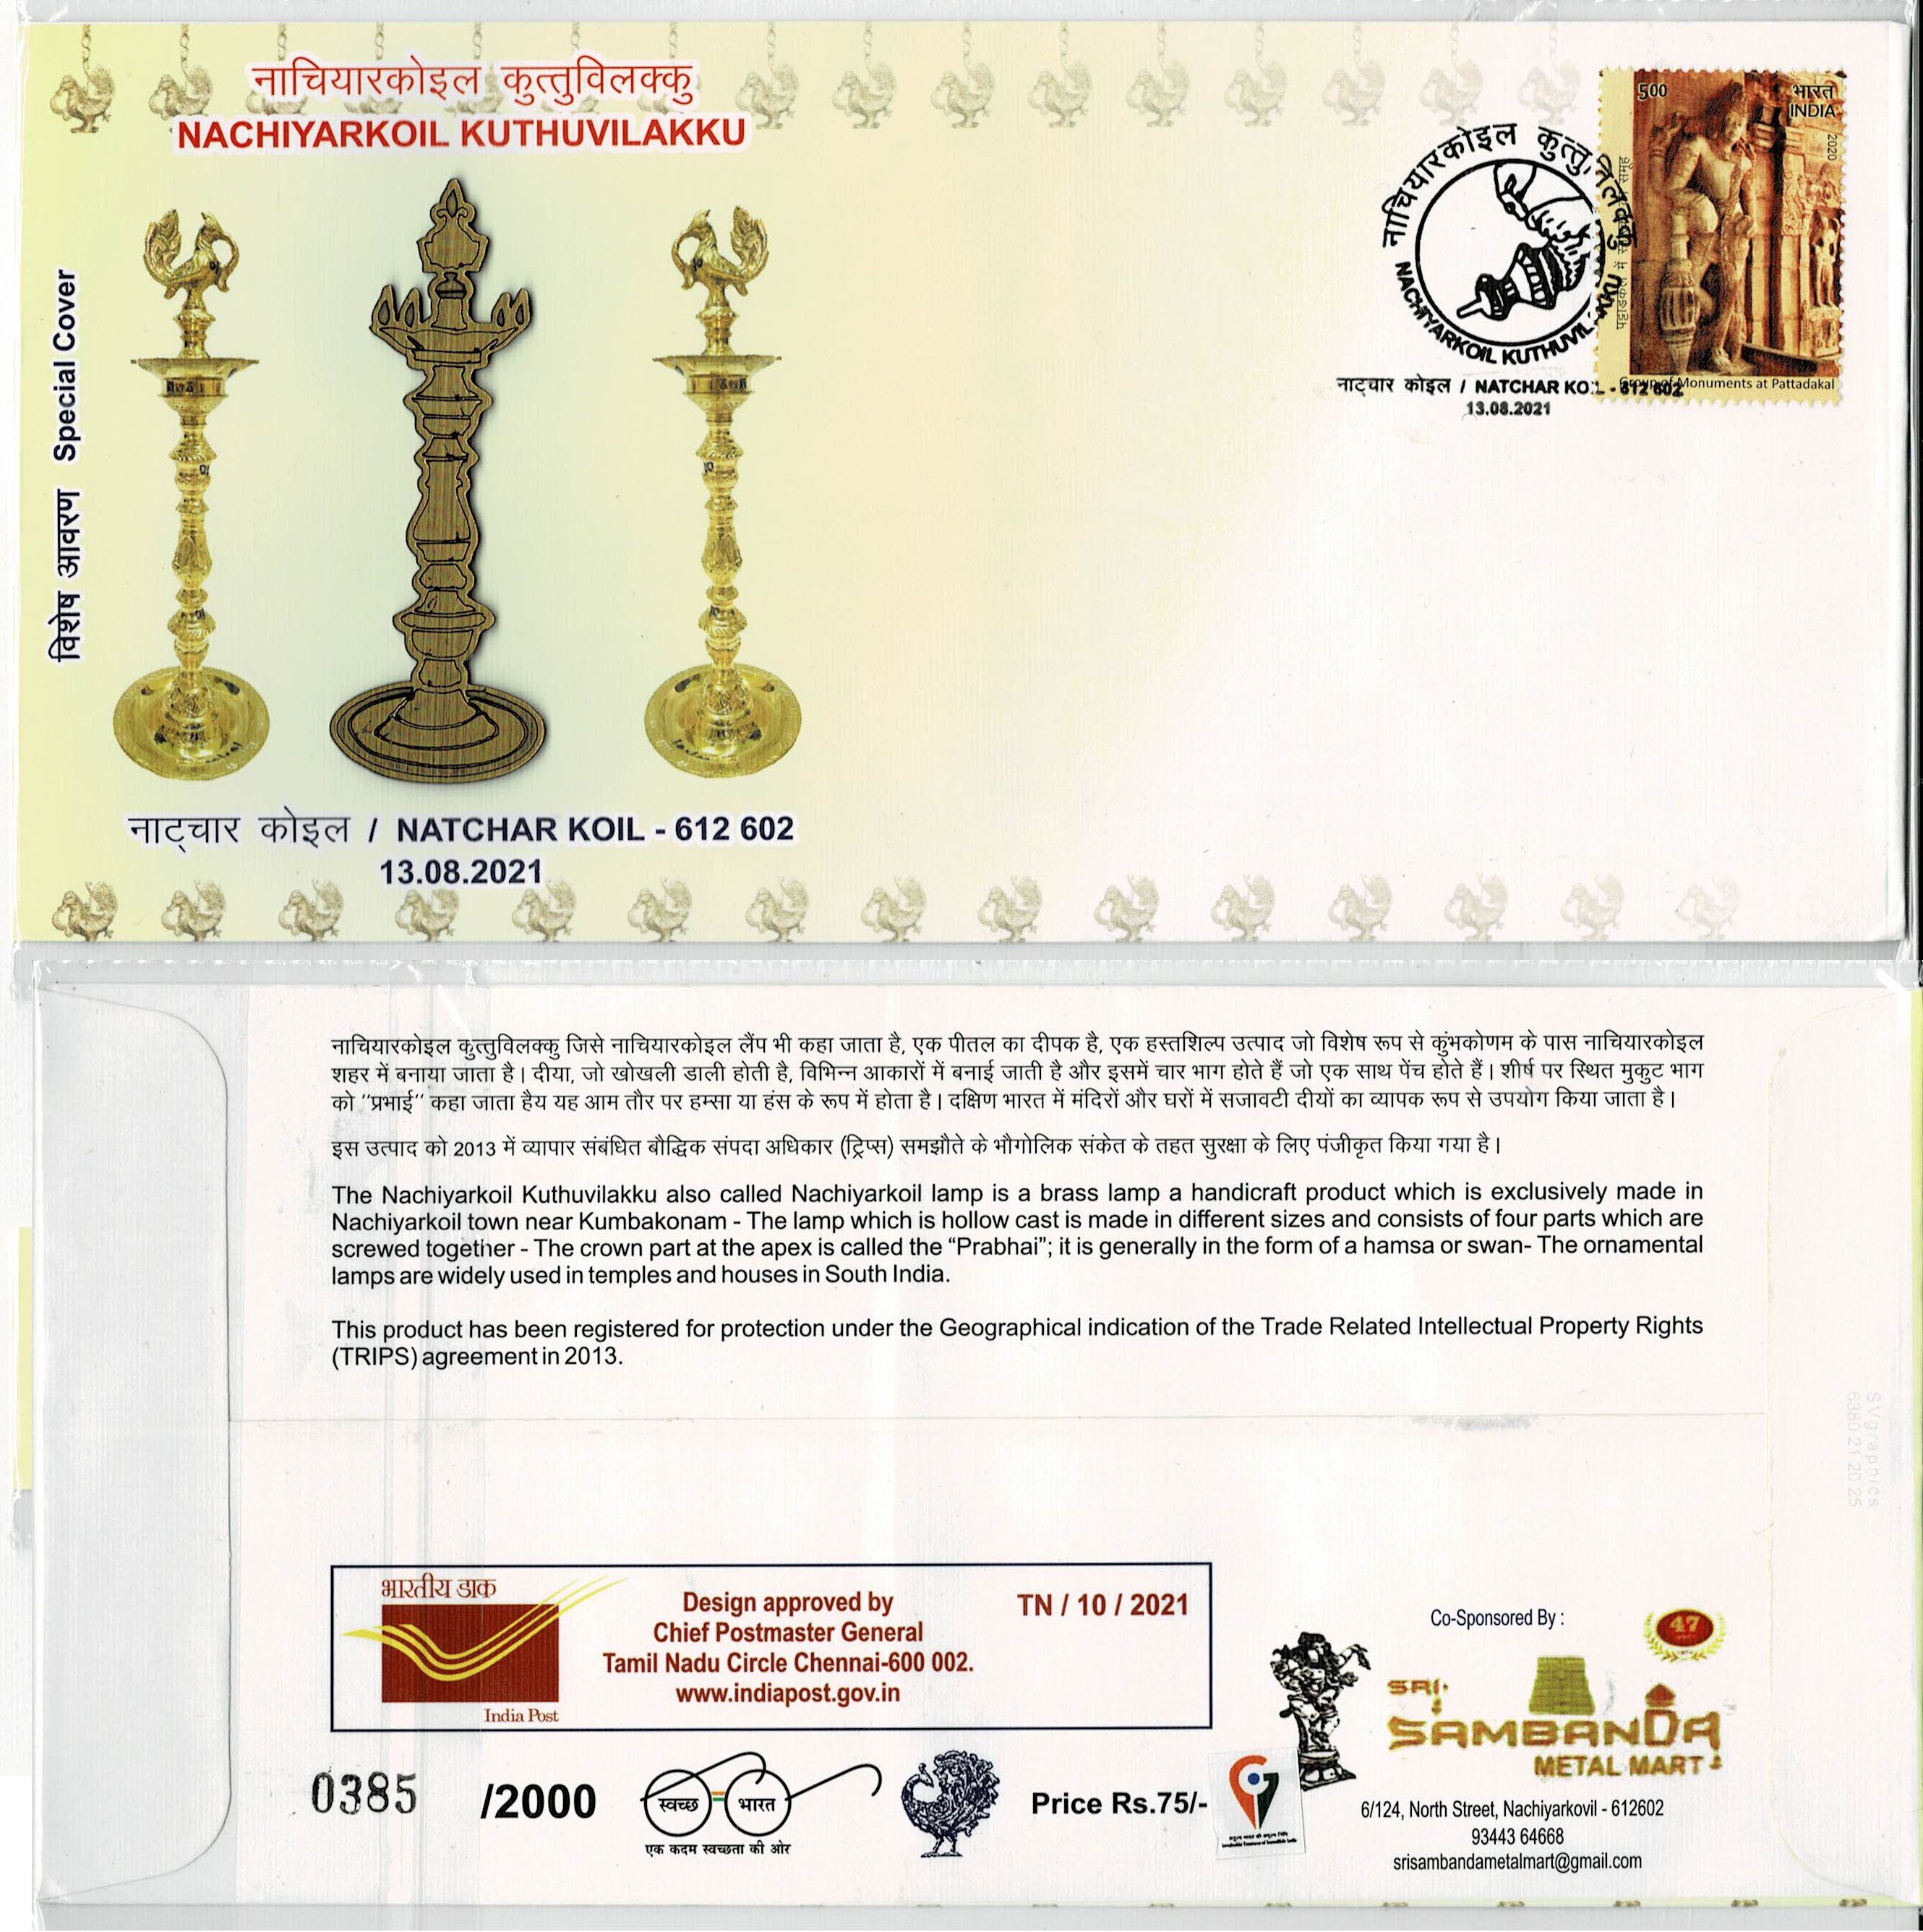 नाचियारकोइल कुत्तुविलक्कु
NACHIYARKOIL KUTHUVILAKKU
विशेष आवरण Special Cover
नाट्चार कोइल / NATCHAR KOIL - 612 602
13.08.2021
नाचियारकोइल कुत्तुविलक्कु
NACHIYARKOIL KUTHUVILAKKU
नाट्चार कोइल / NATCHAR KOIL - 612 602
13.08.2021
500
भारत
INDIA
2020
Group of Monuments at Pattadakal
नाचियारकोइल कुत्तुविलक्कु जिसे नाचियारकोइल लैंप भी कहा जाता है, एक पीतल का दीपक है, एक हस्तशिल्प उत्पाद जो विशेष रूप से कुंभकोणम के पास नाचियारकोइल
शहर में बनाया जाता है। दीया, जो खोखली डाली होती है, विभिन्न आकारों में बनाई जाती है और इसमें चार भाग होते हैं जो एक साथ पेंच होते हैं। शीर्ष पर स्थित मुकुट भाग
को ‘‘प्रभाई’’ कहा जाता हैय यह आम तौर पर हम्सा या हंस के रूप में होता है। दक्षिण भारत में मंदिरों और घरों में सजावटी दीयों का व्यापक रूप से उपयोग किया जाता है।
इस उत्पाद को 2013 में व्यापार संबंधित बौद्धिक संपदा अधिकार (ट्रिप्स) समझौते के भौगोलिक संकेत के तहत सुरक्षा के लिए पंजीकृत किया गया है।
The Nachiyarkoil Kuthuvilakku also called Nachiyarkoil lamp is a brass lamp a handicraft product which is exclusively made in
Nachiyarkoil town near Kumbakonam - The lamp which is hollow cast is made in different sizes and consists of four parts which are
screwed together - The crown part at the apex is called the “Prabhai”; it is generally in the form of a hamsa or swan- The ornamental
lamps are widely used in temples and houses in South India.
This product has been registered for protection under the Geographical indication of the Trade Related Intellectual Property Rights
(TRIPS) agreement in 2013.
SVgraphics
6380 21 20 25
भारतीय डाक
India Post
Design approved by
Chief Postmaster General
Tamil Nadu Circle Chennai-600 002.
www.indiapost.gov.in
TN / 10 / 2021
0385 /2000
स्वच्छ भारत
एक कदम स्वच्छता की ओर
Price Rs.75/-
Co-Sponsored By :
47
SRI
SAMBANDA
METAL MART
6/124, North Street, Nachiyarkovil - 612602
93443 64668
srisambandametalmart@gmail.com